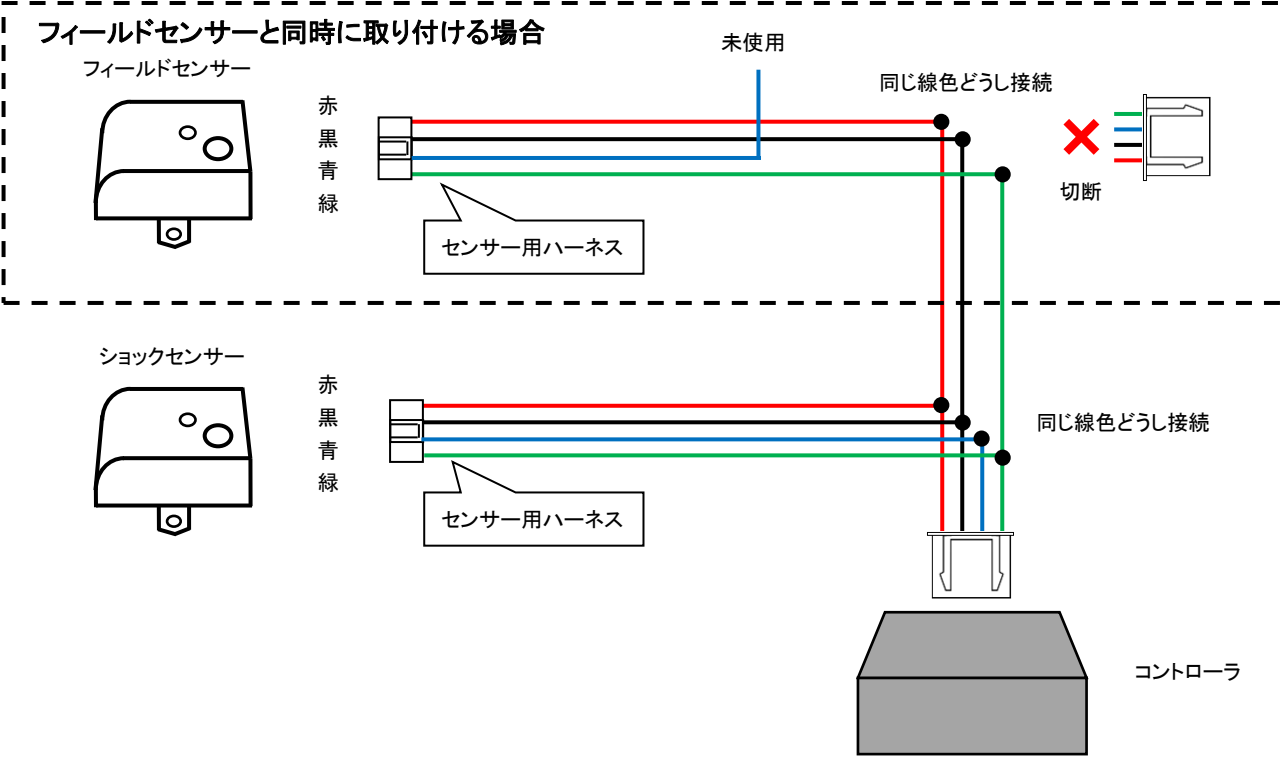 フィールドセンサーと同時に取り付ける場合
フィールドセンサー
未使用
同じ線色どうし接続
赤
黒
青
緑
切断
センサー用ハーネス
ショックセンサー
赤
黒
青
緑
同じ線色どうし接続
センサー用ハーネス
コントローラ